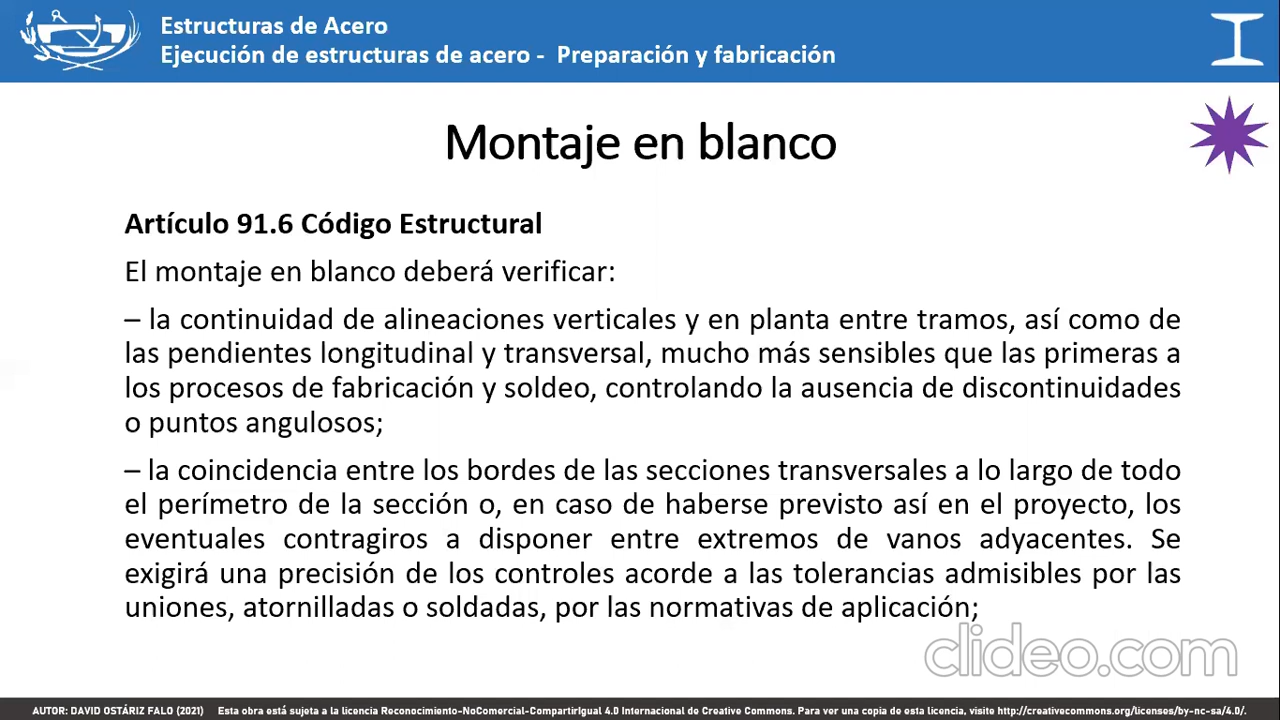 Estructuras de Acero
Ejecución de estructuras de acero - Preparación y fabricación
Montaje en blanco
Artículo 91.6 Código Estructural
El montaje en blanco deberá verificar:
– la continuidad de alineaciones verticales y en planta entre tramos, así como de
las pendientes longitudinal y transversal, mucho más sensibles que las primeras a
los procesos de fabricación y soldeo, controlando la ausencia de discontinuidades
o puntos angulosos;
– la coincidencia entre los bordes de las secciones transversales a lo largo de todo
el perímetro de la sección o, en caso de haberse previsto así en el proyecto, los
eventuales contragiros a disponer entre extremos de vanos adyacentes. Se
exigirá una precisión de los controles acorde a las tolerancias admisibles por las
uniones, atornilladas o soldadas, por las normativas de aplicación;
clideo.com
AUTOR: DAVID OSTÁRIZ FALO (2021) Esta obra está sujeta a la licencia Reconocimiento-NoComercial-CompartirIgual 4.0 Internacional de Creative Commons. Para ver una copia de esta licencia, visite http://creativecommons.org/licenses/by-nc-sa/4.0/.